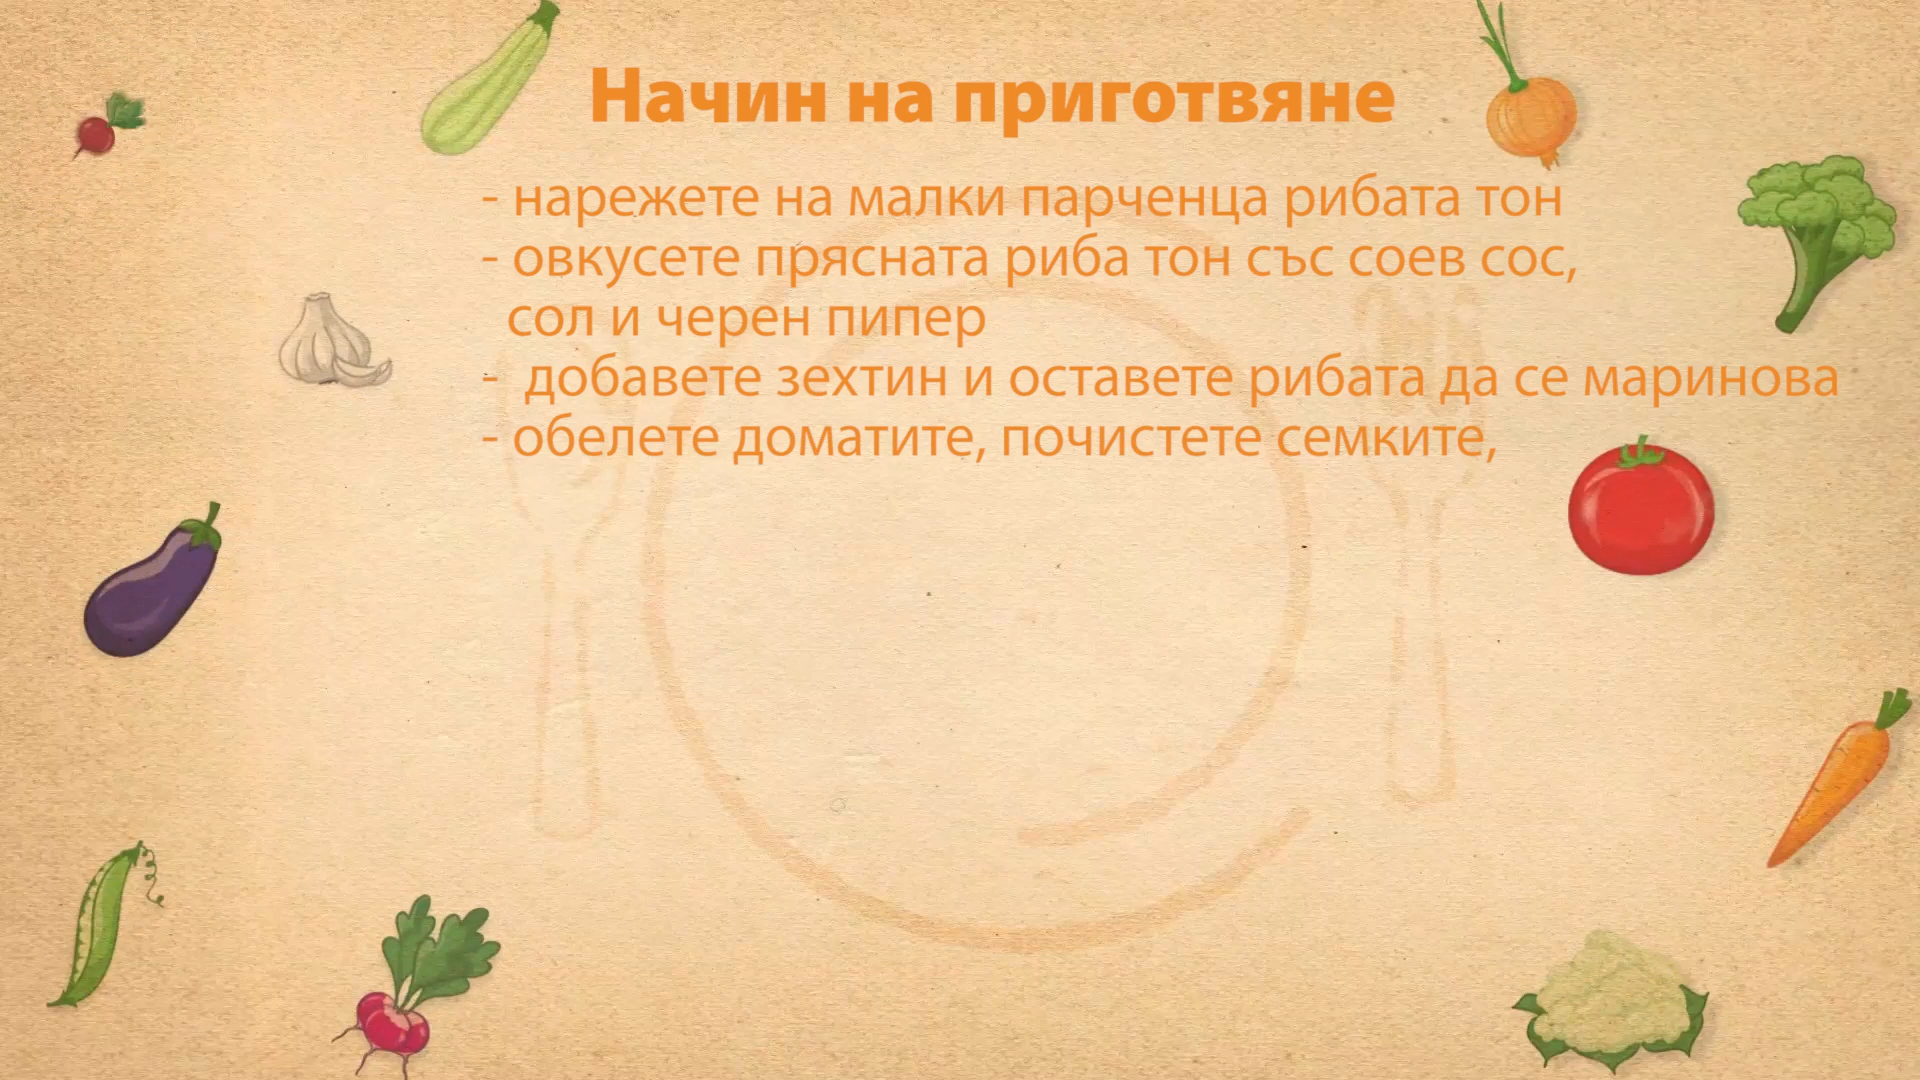 Начин на приготвяне
- нарежете на малки парченца рибата тон
- овкусете прясната риба тон със соев сос,
сол и черен пипер
- добавете зехтин и оставете рибата да се маринова
- обелете доматите, почистете семките,